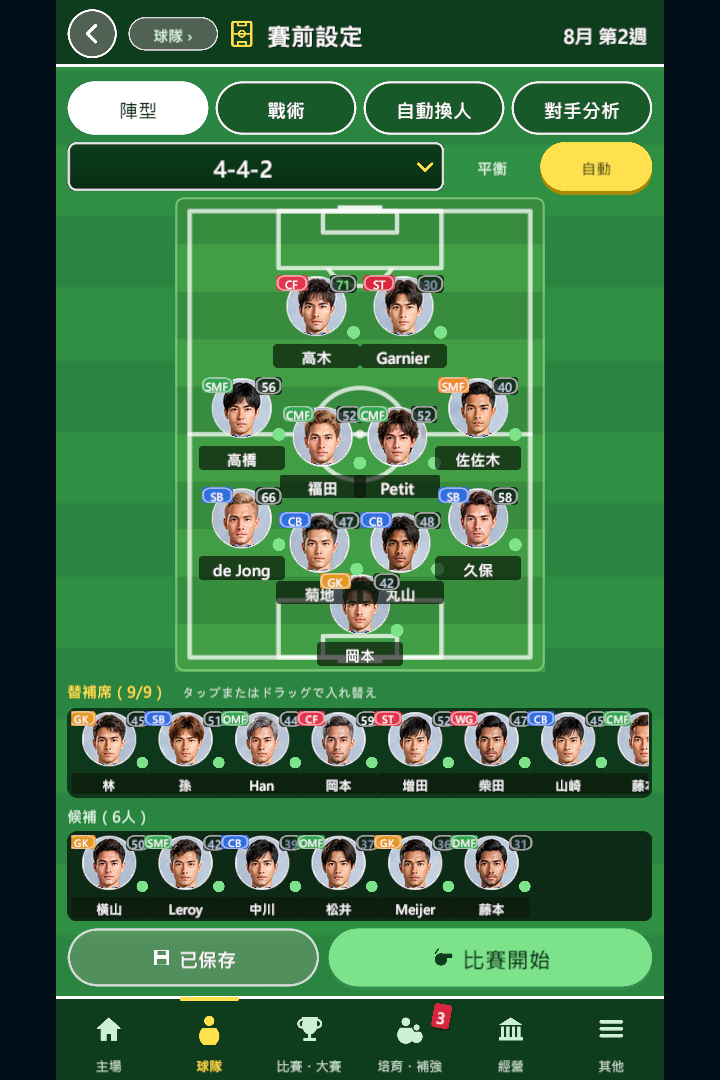 球隊 ›
賽前設定
8月 第2週
陣型
戰術
自動換人
對手分析
4-4-2
平衡
自動
CF 71
ST 30
高木
Garnier
SMF 56
SMF 40
CMF 52
CMF 52
高橋
佐佐木
福田
Petit
SB 66
SB 58
CB 47
CB 48
de Jong
久保
GK 42
菊地
丸山
岡本
替補席 ( 9/9 )
タップまたはドラッグで入れ替え
GK 45
SB 51
OMF 44
CF 59
ST 52
WG 47
CB 45
CMF
林
孫
Han
岡本
増田
柴田
山崎
藤本
候補 ( 6人 )
GK 50
SMF 42
CB 39
OMF 37
GK 36
DMF 31
横山
Leroy
中川
松井
Meijer
藤本
已保存
比賽開始
3
主場
球隊
比賽・大賽
培育・補強
經營
其他